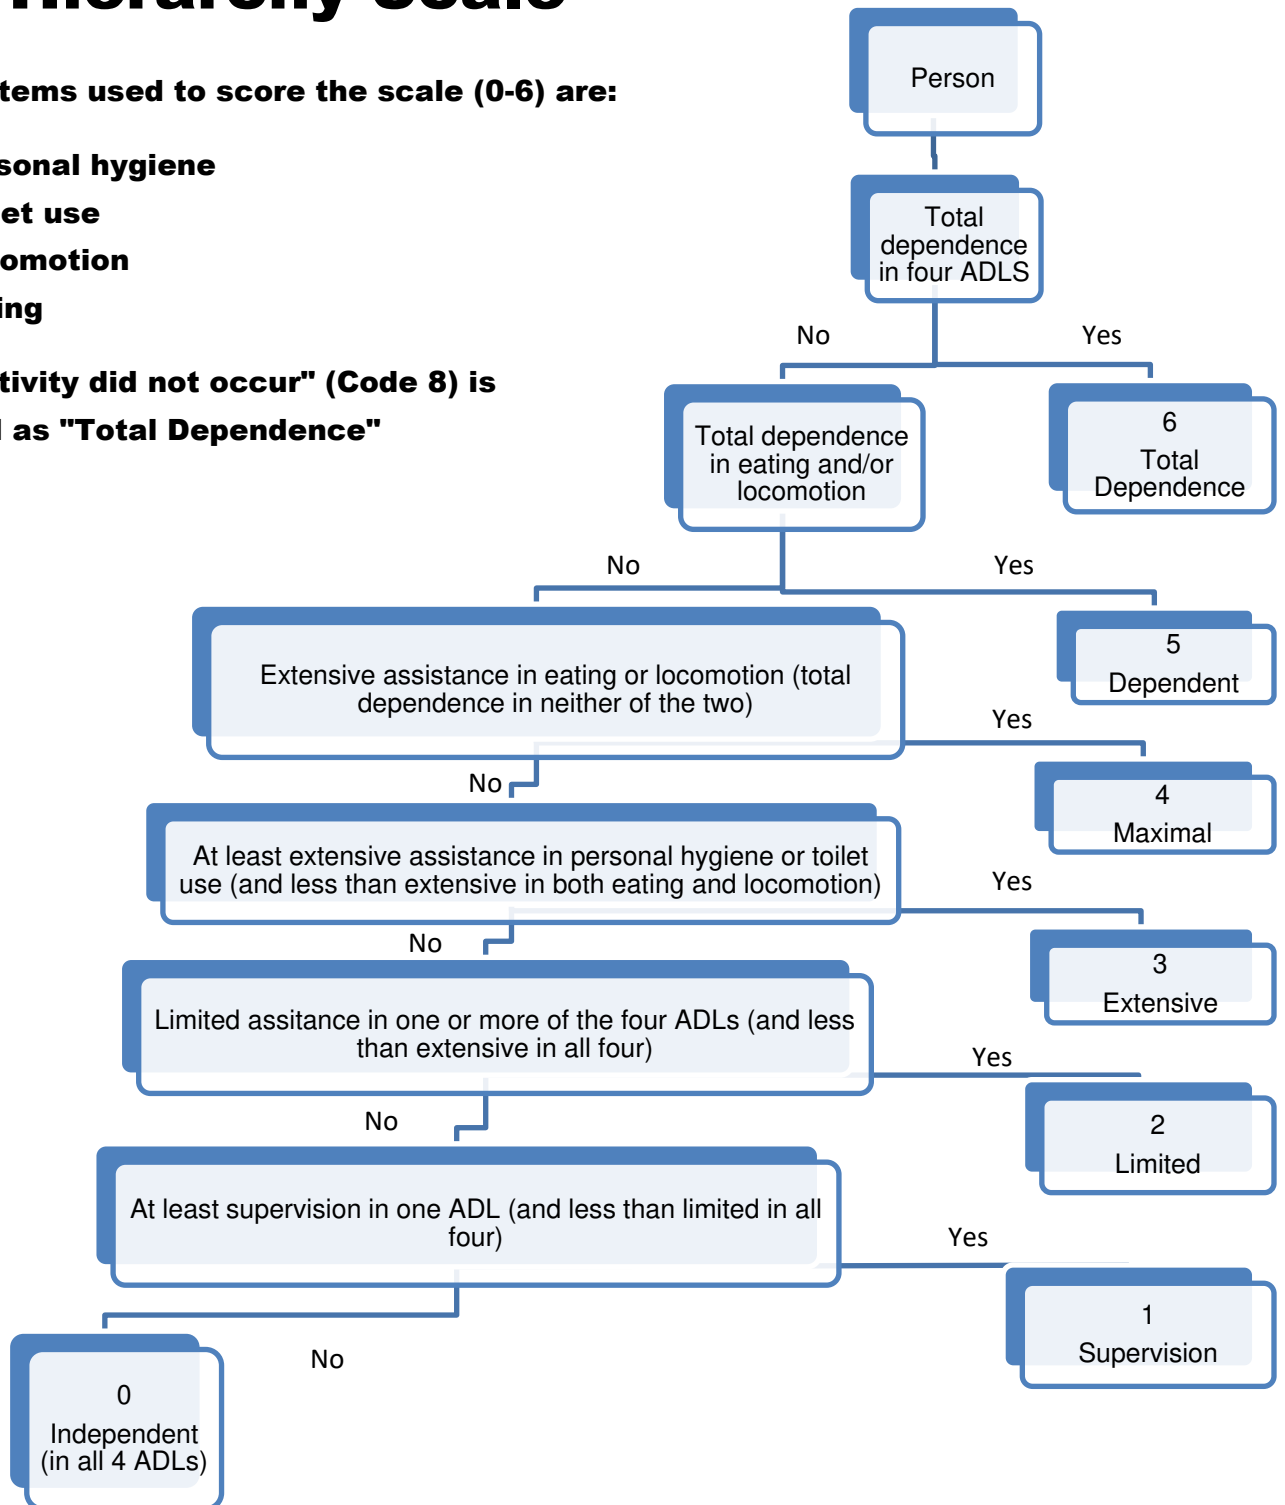 Hierarchy Scale
tems used to score the scale (0-6) are:
sonal hygiene
et use
omotion
ing
tivity did not occur" (Code 8) is
as "Total Dependence"
Person
Total
dependence
in four ADLS
No
Yes
Total dependence
in eating and/or
locomotion
6
Total
Dependence
No
Yes
Extensive assistance in eating or locomotion (total
dependence in neither of the two)
5
Dependent
Yes
No
4
Maximal
At least extensive assistance in personal hygiene or toilet
use (and less than extensive in both eating and locomotion)
Yes
No
3
Extensive
Limited assitance in one or more of the four ADLs (and less
than extensive in all four)
Yes
No
2
Limited
At least supervision in one ADL (and less than limited in all
four)
Yes
1
Supervision
No
0
Independent
(in all 4 ADLs)